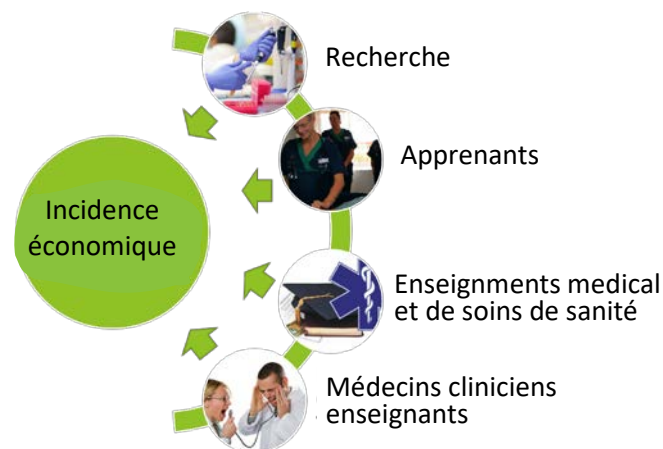 Recherche
Apprenants
Incidence
économique
Enseignments medical
et de soins de sanité
Médecins cliniciens
enseignants